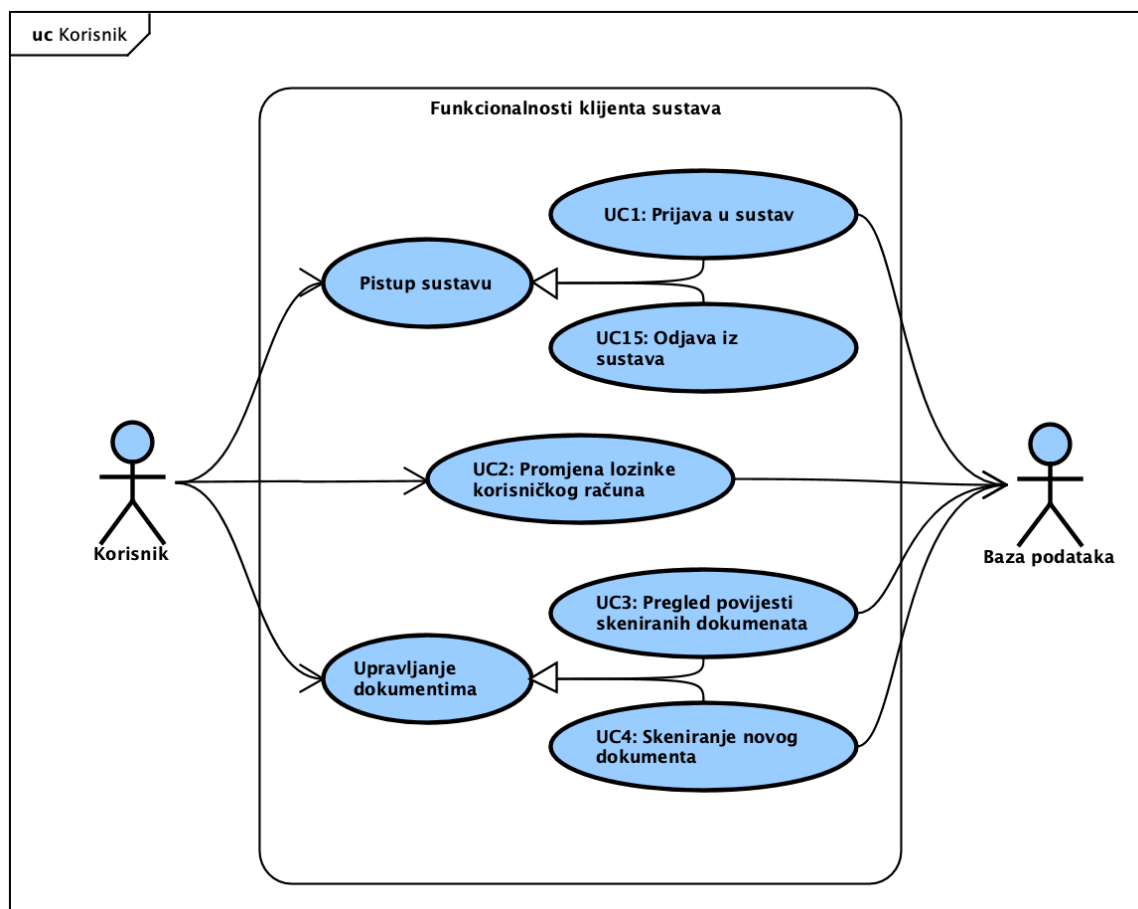 uc Korisnik
Funkcionalnosti klijenta sustava
UC1: Prijava u sustav
Pistup sustavu
UC15: Odjava iz
sustava
UC2: Promjena lozinke
korisničkog računa
Korisnik
Baza podataka
UC3: Pregled povijesti
skeniranih dokumenata
Upravljanje
dokumentima
UC4: Skeniranje novog
dokumenta